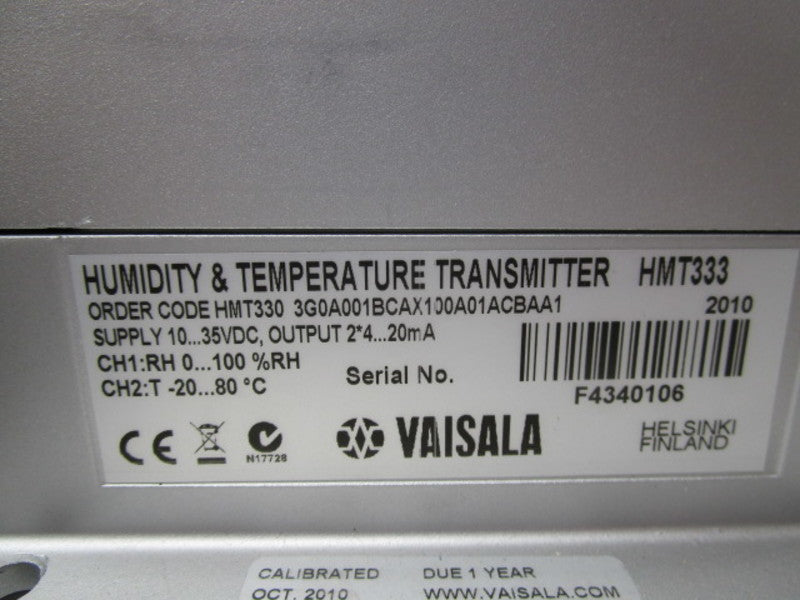 HUMIDITY & TEMPERATURE TRANSMITTER HMT333
ORDER CODE HMT330 3G0A001BCAX100A01ACBAA1 2010
SUPPLY 10...35VDC, OUTPUT 2*4...20mA
CH1:RH 0...100 %RH
CH2:T -20...80 °C
Serial No.
F4340106
CE
N17728
VAISALA
HELSINKI
FINLAND
CALIBRATED DUE 1 YEAR
OCT. 2010 WWW.VAISALA.COM